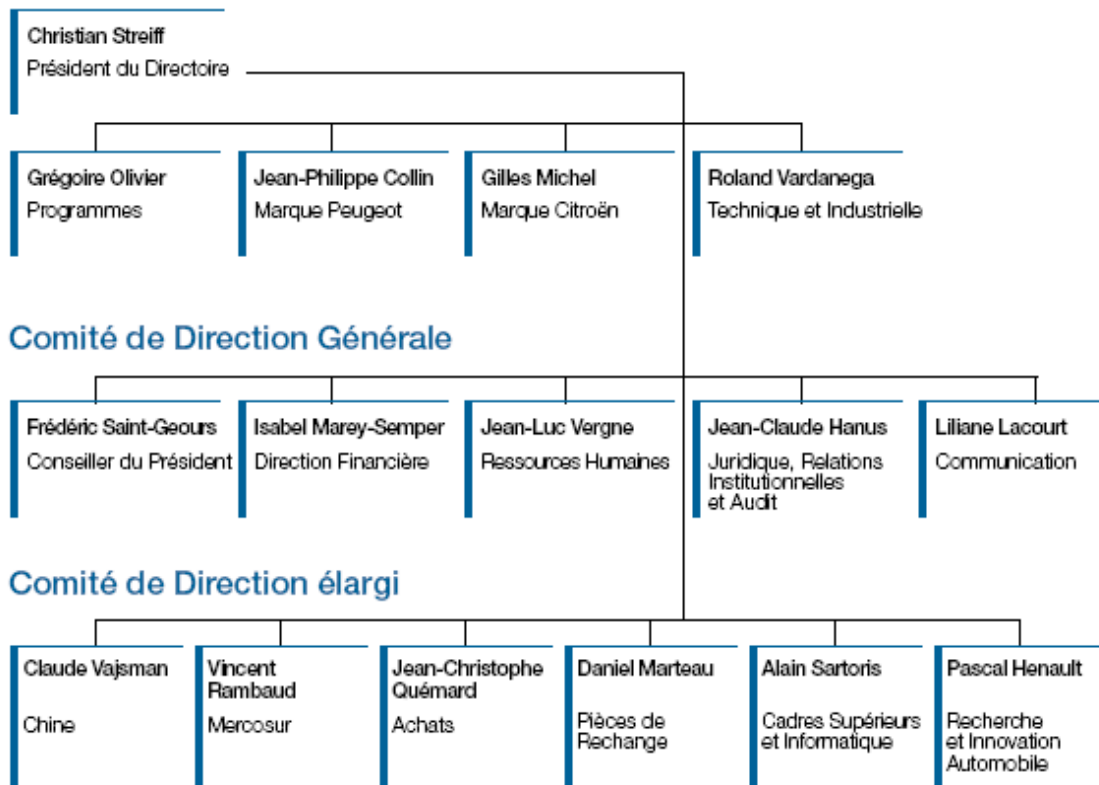 Christian Streiff
Président du Directoire
Grégoire Olivier
Programmes
Jean-Philippe Collin
Marque Peugeot
Gilles Michel
Marque Citroën
Roland Vardanega
Technique et Industrielle
Comité de Direction Générale
Frédéric Saint-Geours
Conseiller du Président
Isabel Marey-Semper
Direction Financière
Jean-Luc Vergne
Ressources Humaines
Jean-Claude Hanus
Juridique, Relations
Institutionnelles
et Audit
Liliane Lacourt
Communication
Comité de Direction élargi
Claude Vajsman
Chine
Vincent
Rambaud
Mercosur
Jean-Christophe
Quémard
Achats
Daniel Marteau
Pièces de
Rechange
Alain Sartoris
Cadres Supérieurs
et Informatique
Pascal Henault
Recherche
et Innovation
Automobile